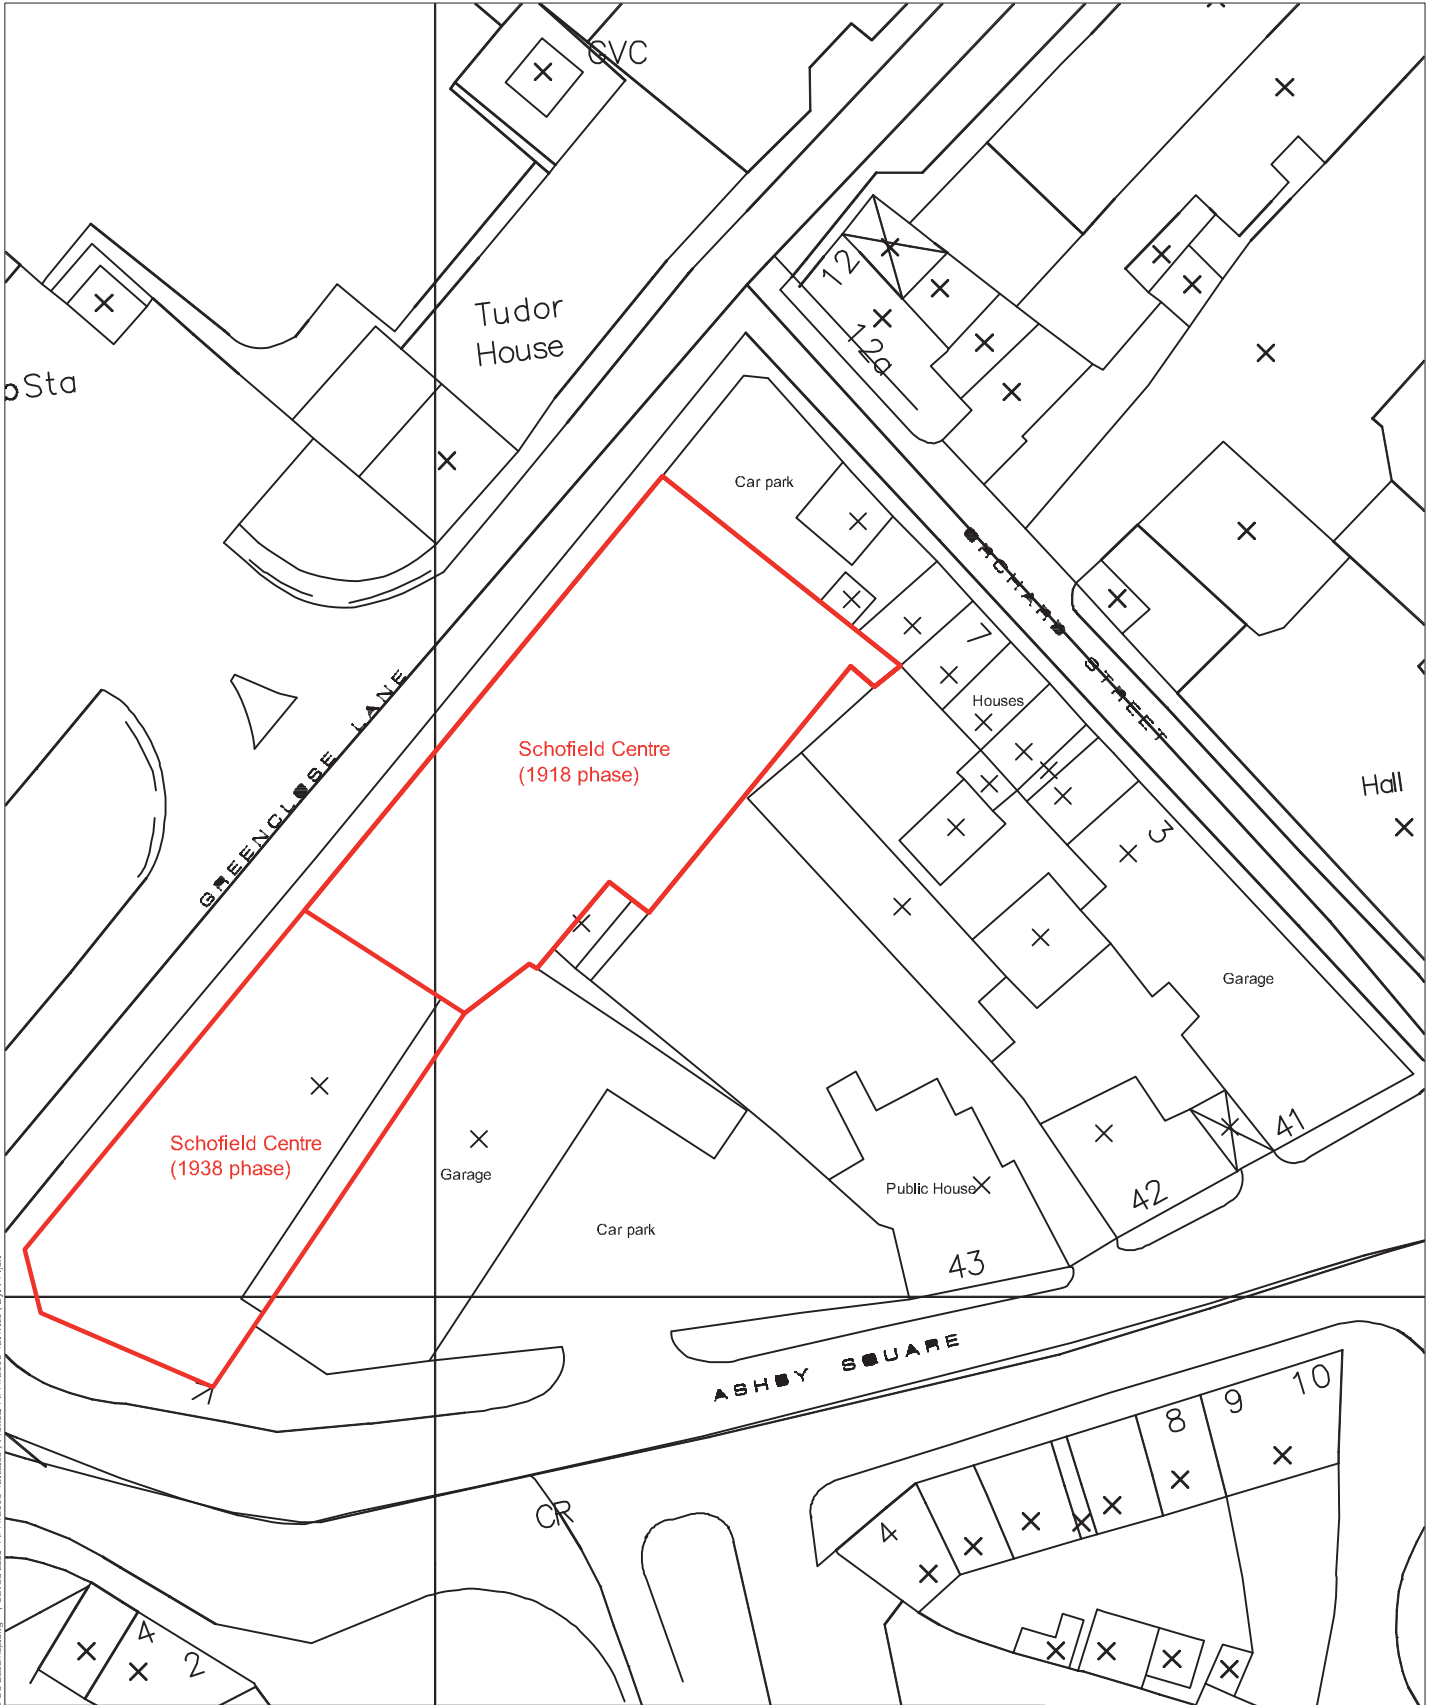 GVC
12
12a
Tudor
House
Sta
Car park
ORCHARD STREET
7
Houses
GREENCLOSE LANE
Schofield Centre
(1918 phase)
Hall
3
Garage
Schofield Centre
(1938 phase)
Garage
Car park
Public House
41
42
43
ASHBY SQUARE
10
9
8
4
CR
4
2